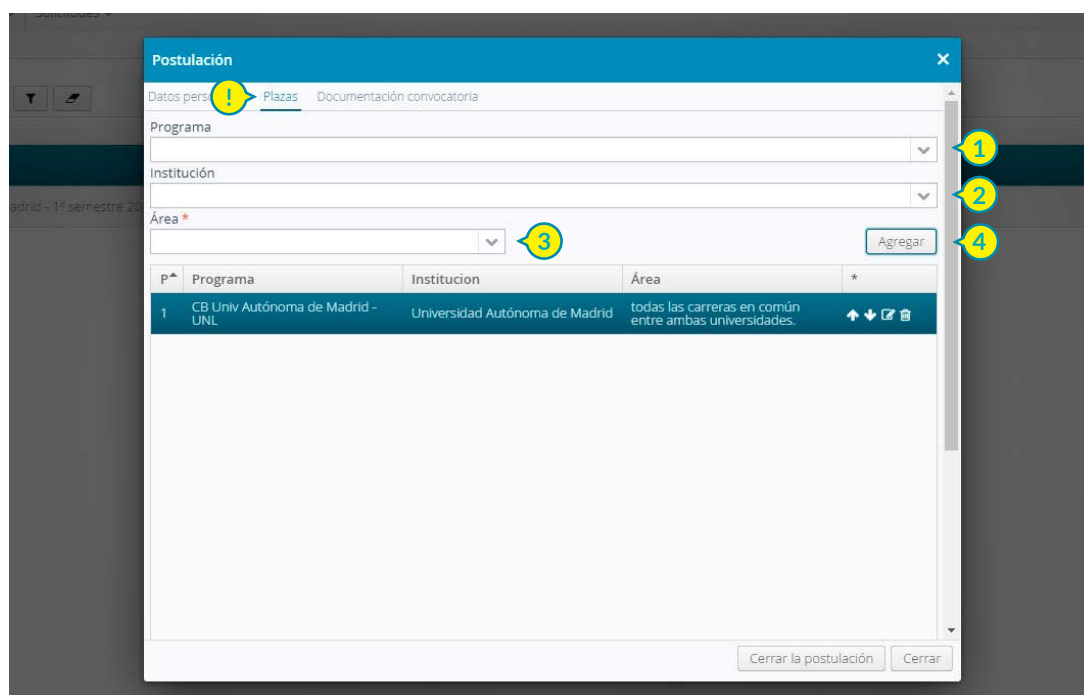 Solicitudes
Postulación
Datos pers ! Plazas Documentación convocatoria
Programa
1
Institución
2
Área *
3
Agregar 4
P Programa Institucion Área *
1 CB Univ Autónoma de Madrid - UNL Universidad Autónoma de Madrid todas las carreras en común entre ambas universidades.
adrid - 1º semestre 20
Cerrar la postulación Cerrar